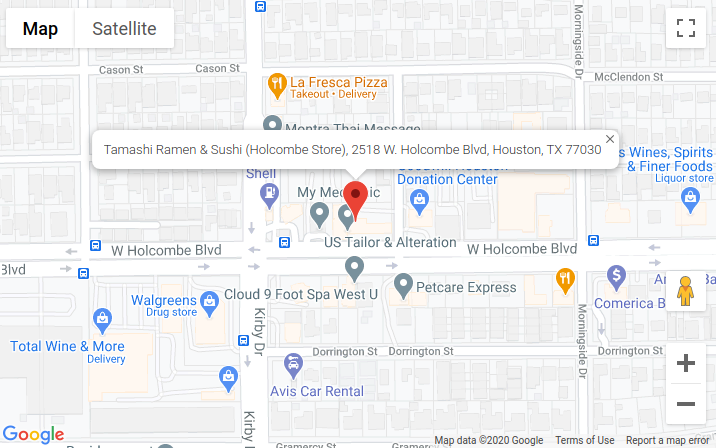 Map
Satellite
Cason St
Cason St
McClendon St
Morningside Dr
La Fresca Pizza
Takeout • Delivery
Montra Thai Massage
Tamashi Ramen & Sushi (Holcombe Store), 2518 W. Holcombe Blvd, Houston, TX 77030
Shell
My Mechanic
Donation Center
Wines, Spirits
& Finer Foods
Liquor store
US Tailor & Alteration
W Holcombe Blvd
W Holcombe Blvd
Blvd
Cloud 9 Foot Spa West U
Petcare Express
Comerica
Walgreens
Drug store
Kirby Dr
Total Wine & More
Delivery
Dorrington St
Dorrington St
Dorrington St
Morningside Dr
Avis Car Rental
Kirby
Google
Map data ©2020 Google
Terms of Use
Report a map error